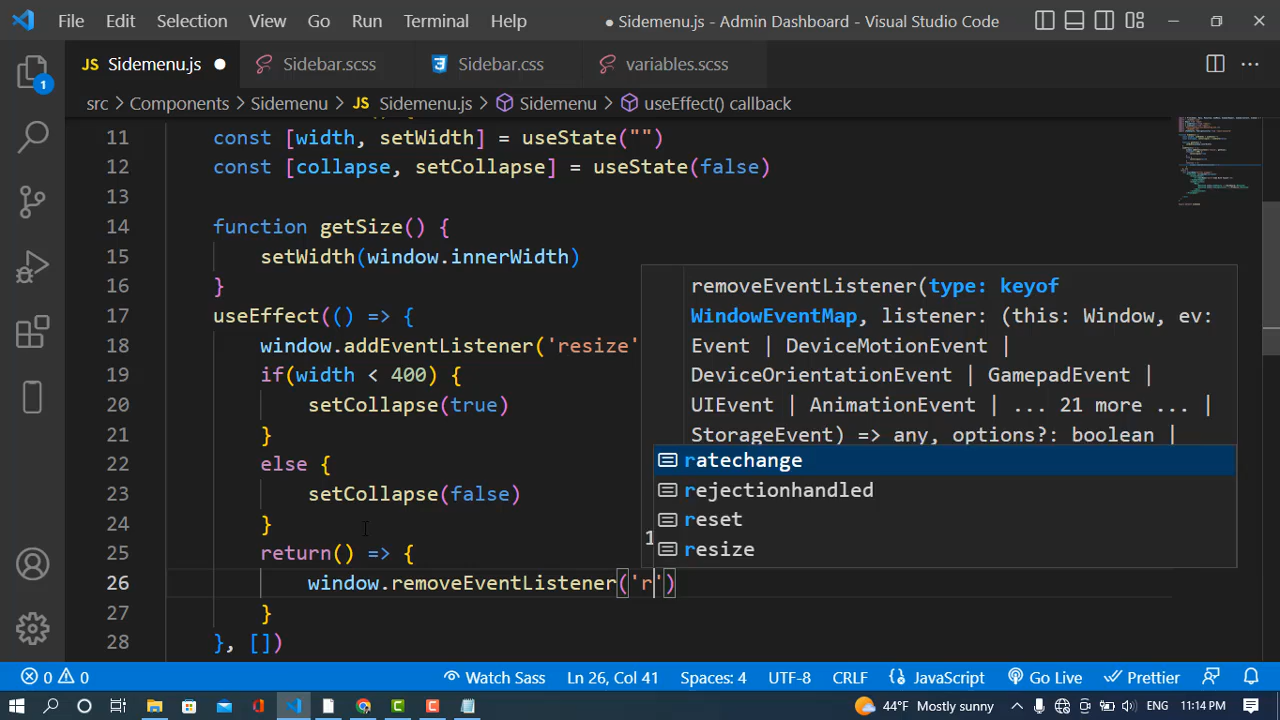 File Edit Selection View Go Run Terminal Help ● Sidemenu.js - Admin Dashboard - Visual Studio Code
JS Sidemenu.js ● Sidebar.scss Sidebar.css variables.scss
src > Components > Sidemenu > JS Sidemenu.js > Sidemenu > useEffect() callback
11 const [width, setWidth] = useState("")
12 const [collapse, setCollapse] = useState(false)
13
14 function getSize() {
15 setWidth(window.innerWidth)
16 }
17 useEffect(() => {
18 window.addEventListener('resize'
19 if(width < 400) {
20 setCollapse(true)
21 }
22 else {
23 setCollapse(false)
24 }
25 return() => {
26 window.removeEventListener('r')
27 }
28 }, [])
removeEventListener(type: keyof
WindowEventMap, listener: (this: Window, ev:
Event | DeviceMotionEvent |
DeviceOrientationEvent | GamepadEvent |
UIEvent | AnimationEvent | ... 21 more ... |
StorageEvent) => any, options?: boolean |
ratechange
rejectionhandled
reset
resize
1
1
0 0 Watch Sass Ln 26, Col 41 Spaces: 4 UTF-8 CRLF JavaScript Go Live Prettier
44°F Mostly sunny ENG 11:14 PM